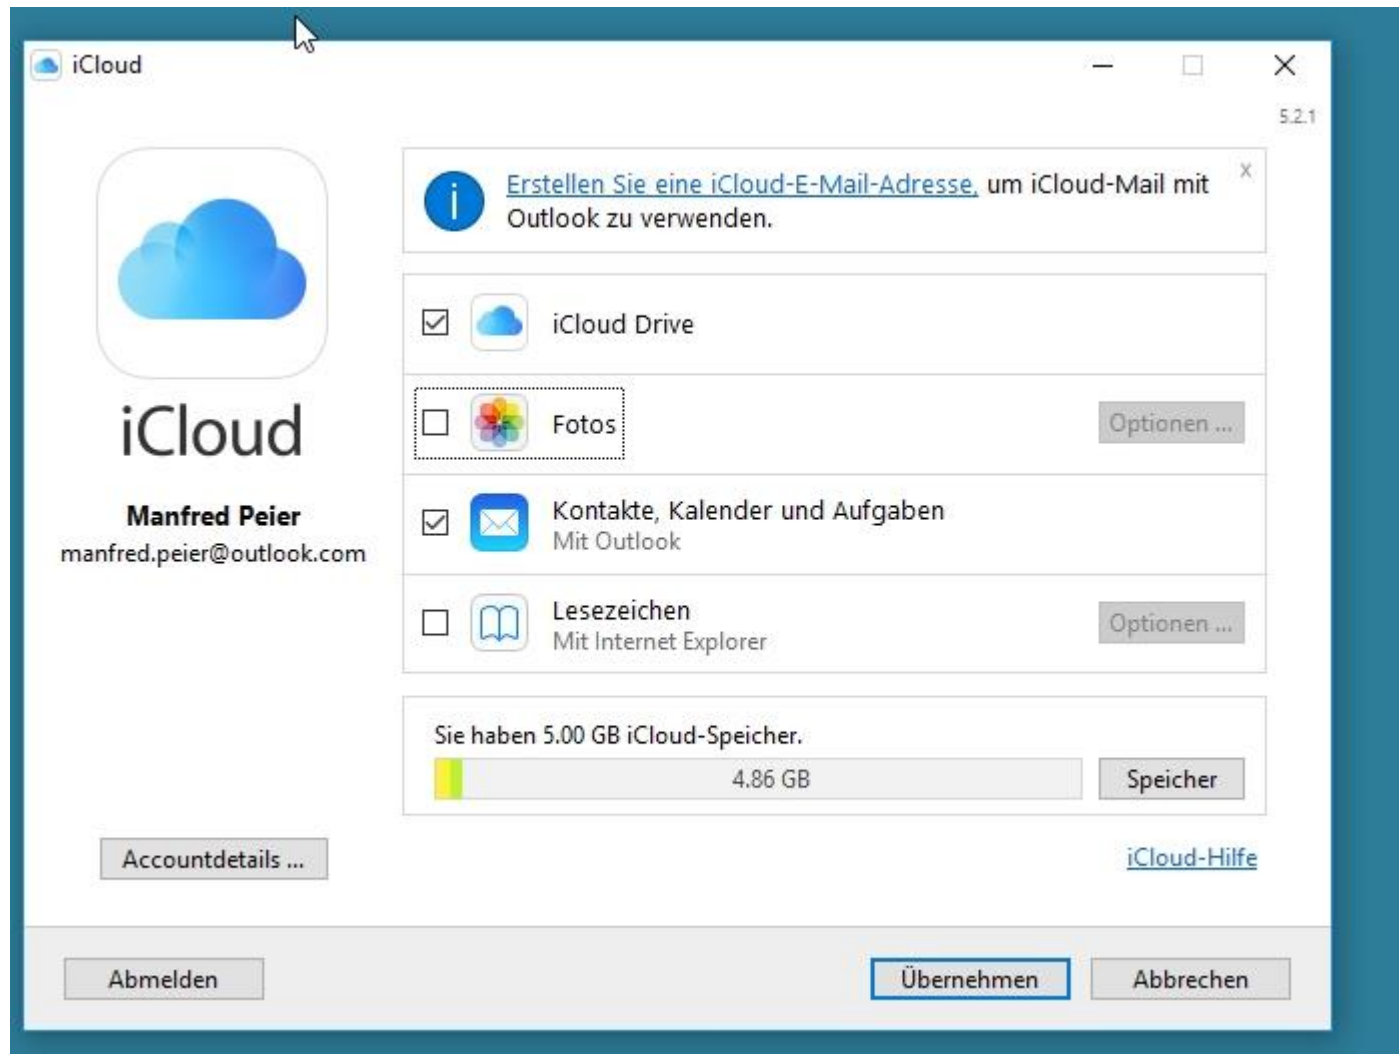 iCloud
5.2.1
Erstellen Sie eine iCloud-E-Mail-Adresse, um iCloud-Mail mit
Outlook zu verwenden.
x
iCloud Drive
iCloud
Fotos
Optionen ...
Manfred Peier
manfred.peier@outlook.com
Kontakte, Kalender und Aufgaben
Mit Outlook
Lesezeichen
Mit Internet Explorer
Optionen ...
Sie haben 5.00 GB iCloud-Speicher.
4.86 GB
Speicher
Accountdetails ...
iCloud-Hilfe
Abmelden
Übernehmen
Abbrechen